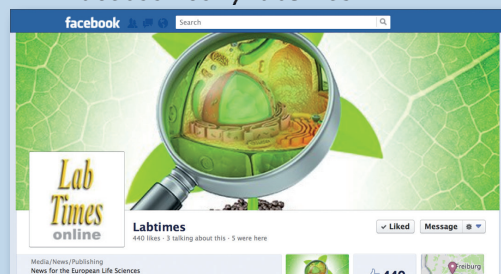 facebook
Search
Lab
Times
online
Labtimes
440 likes · 3 talking about this · 5 were here
Liked
Message
Media/News/Publishing
News for the European Life Sciences
Freiburg